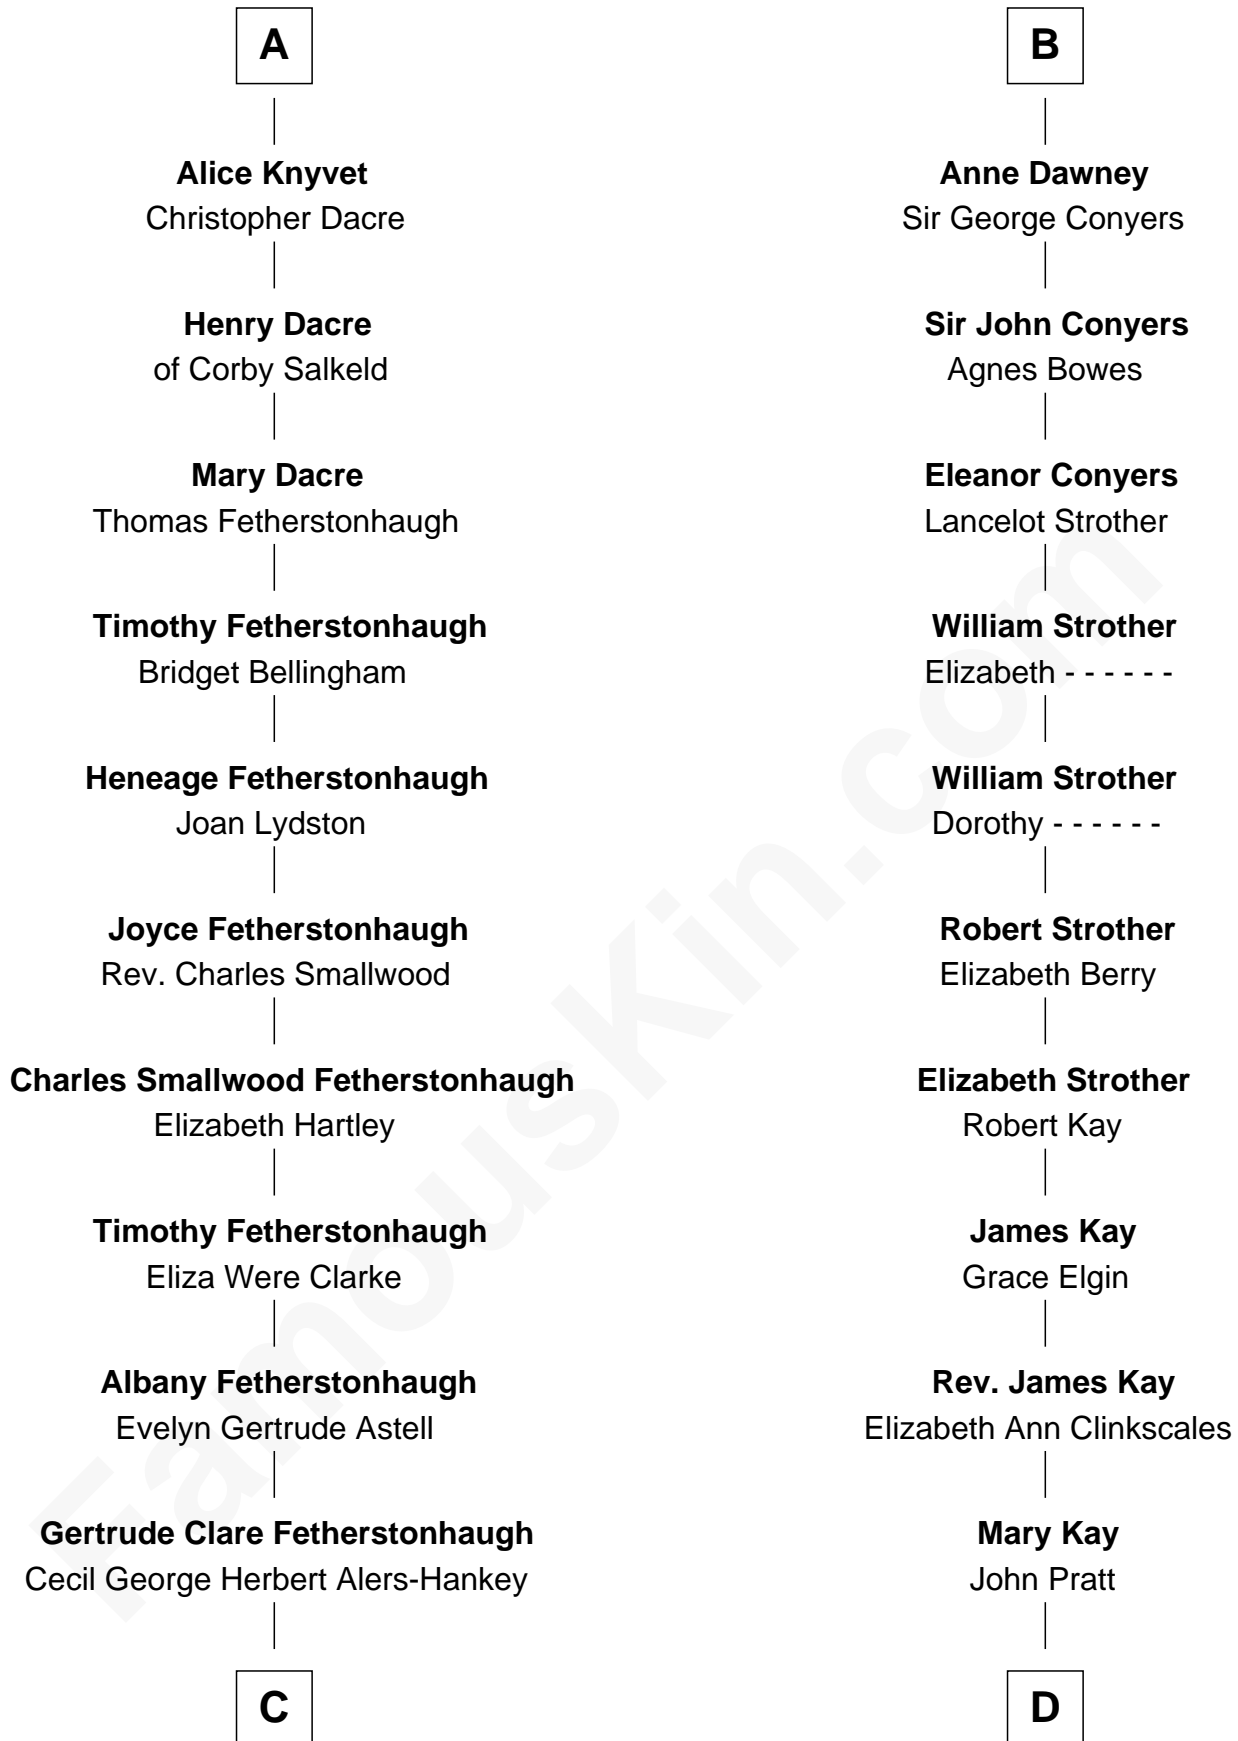 A
Alice Knyvet
Christopher Dacre
Henry Dacre
of Corby Salkeld
Mary Dacre
Thomas Fetherstonhaugh
Timothy Fetherstonhaugh
Bridget Bellingham
Heneage Fetherstonhaugh
Joan Lydston
Joyce Fetherstonhaugh
Rev. Charles Smallwood
Charles Smallwood Fetherstonhaugh
Elizabeth Hartley
Timothy Fetherstonhaugh
Eliza Were Clarke
Albany Fetherstonhaugh
Evelyn Gertrude Astell
Gertrude Clare Fetherstonhaugh
Cecil George Herbert Alers-Hankey
C
B
Anne Dawney
Sir George Conyers
Sir John Conyers
Agnes Bowes
Eleanor Conyers
Lancelot Strother
William Strother
Elizabeth - - - - - -
William Strother
Dorothy - - - - - -
Robert Strother
Elizabeth Berry
Elizabeth Strother
Robert Kay
James Kay
Grace Elgin
Rev. James Kay
Elizabeth Ann Clinkscales
Mary Kay
John Pratt
D
FamousKin.com